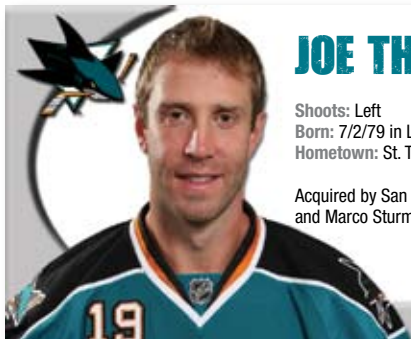 JOE TH
Shoots: Left
Born: 7/2/79 in L
Hometown: St. T
Acquired by San
and Marco Sturm
19